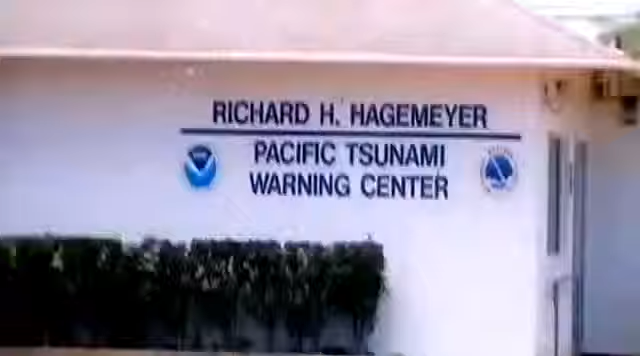 RICHARD H. HAGEMEYER
PACIFIC TSUNAMI
WARNING CENTER